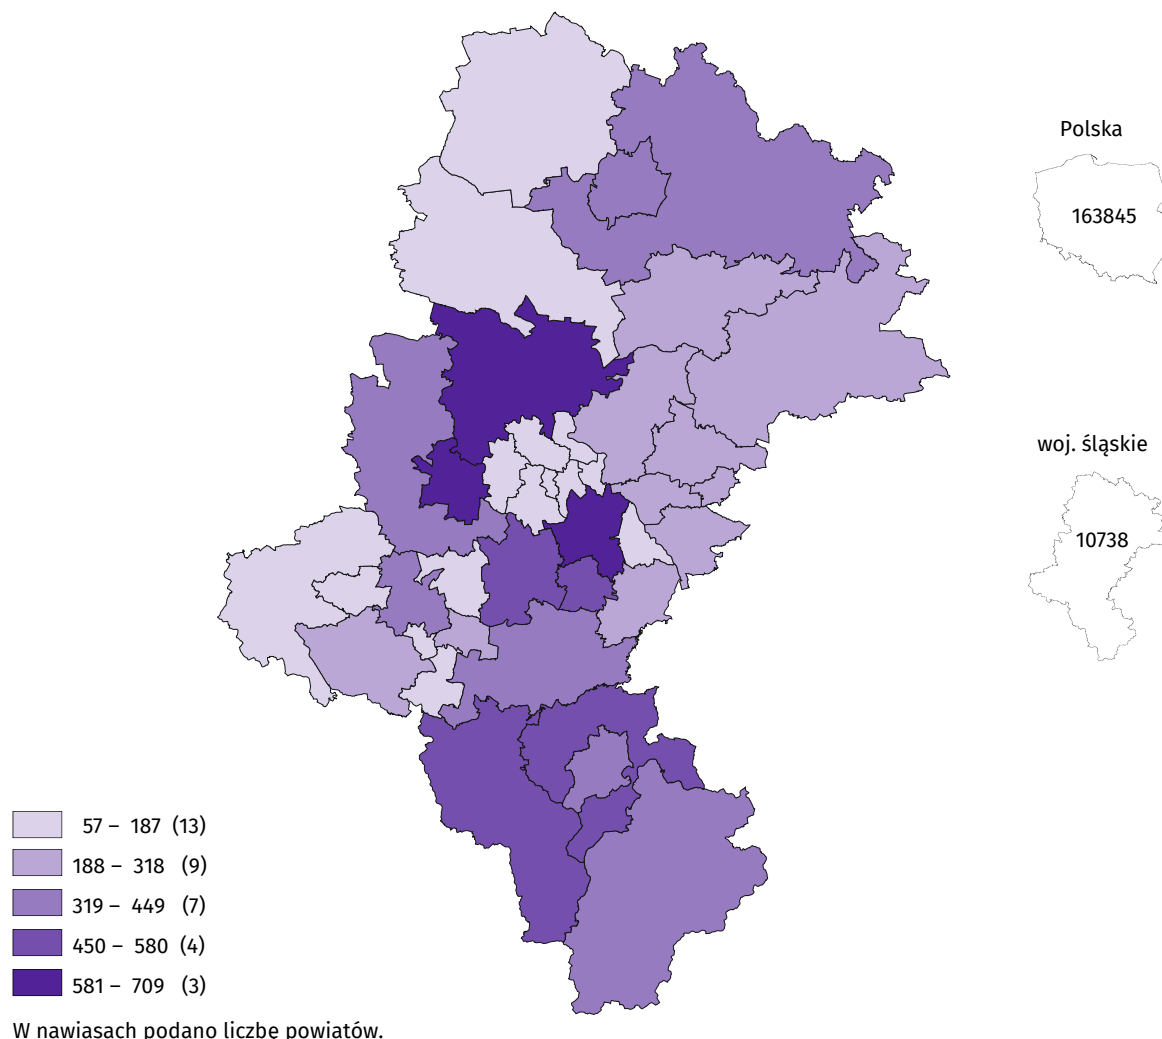 Polska
163845
woj. śląskie
10738
57 – 187 (13)
188 – 318 (9)
319 – 449 (7)
450 – 580 (4)
581 – 709 (3)
W nawiasach podano liczbę powiatów.